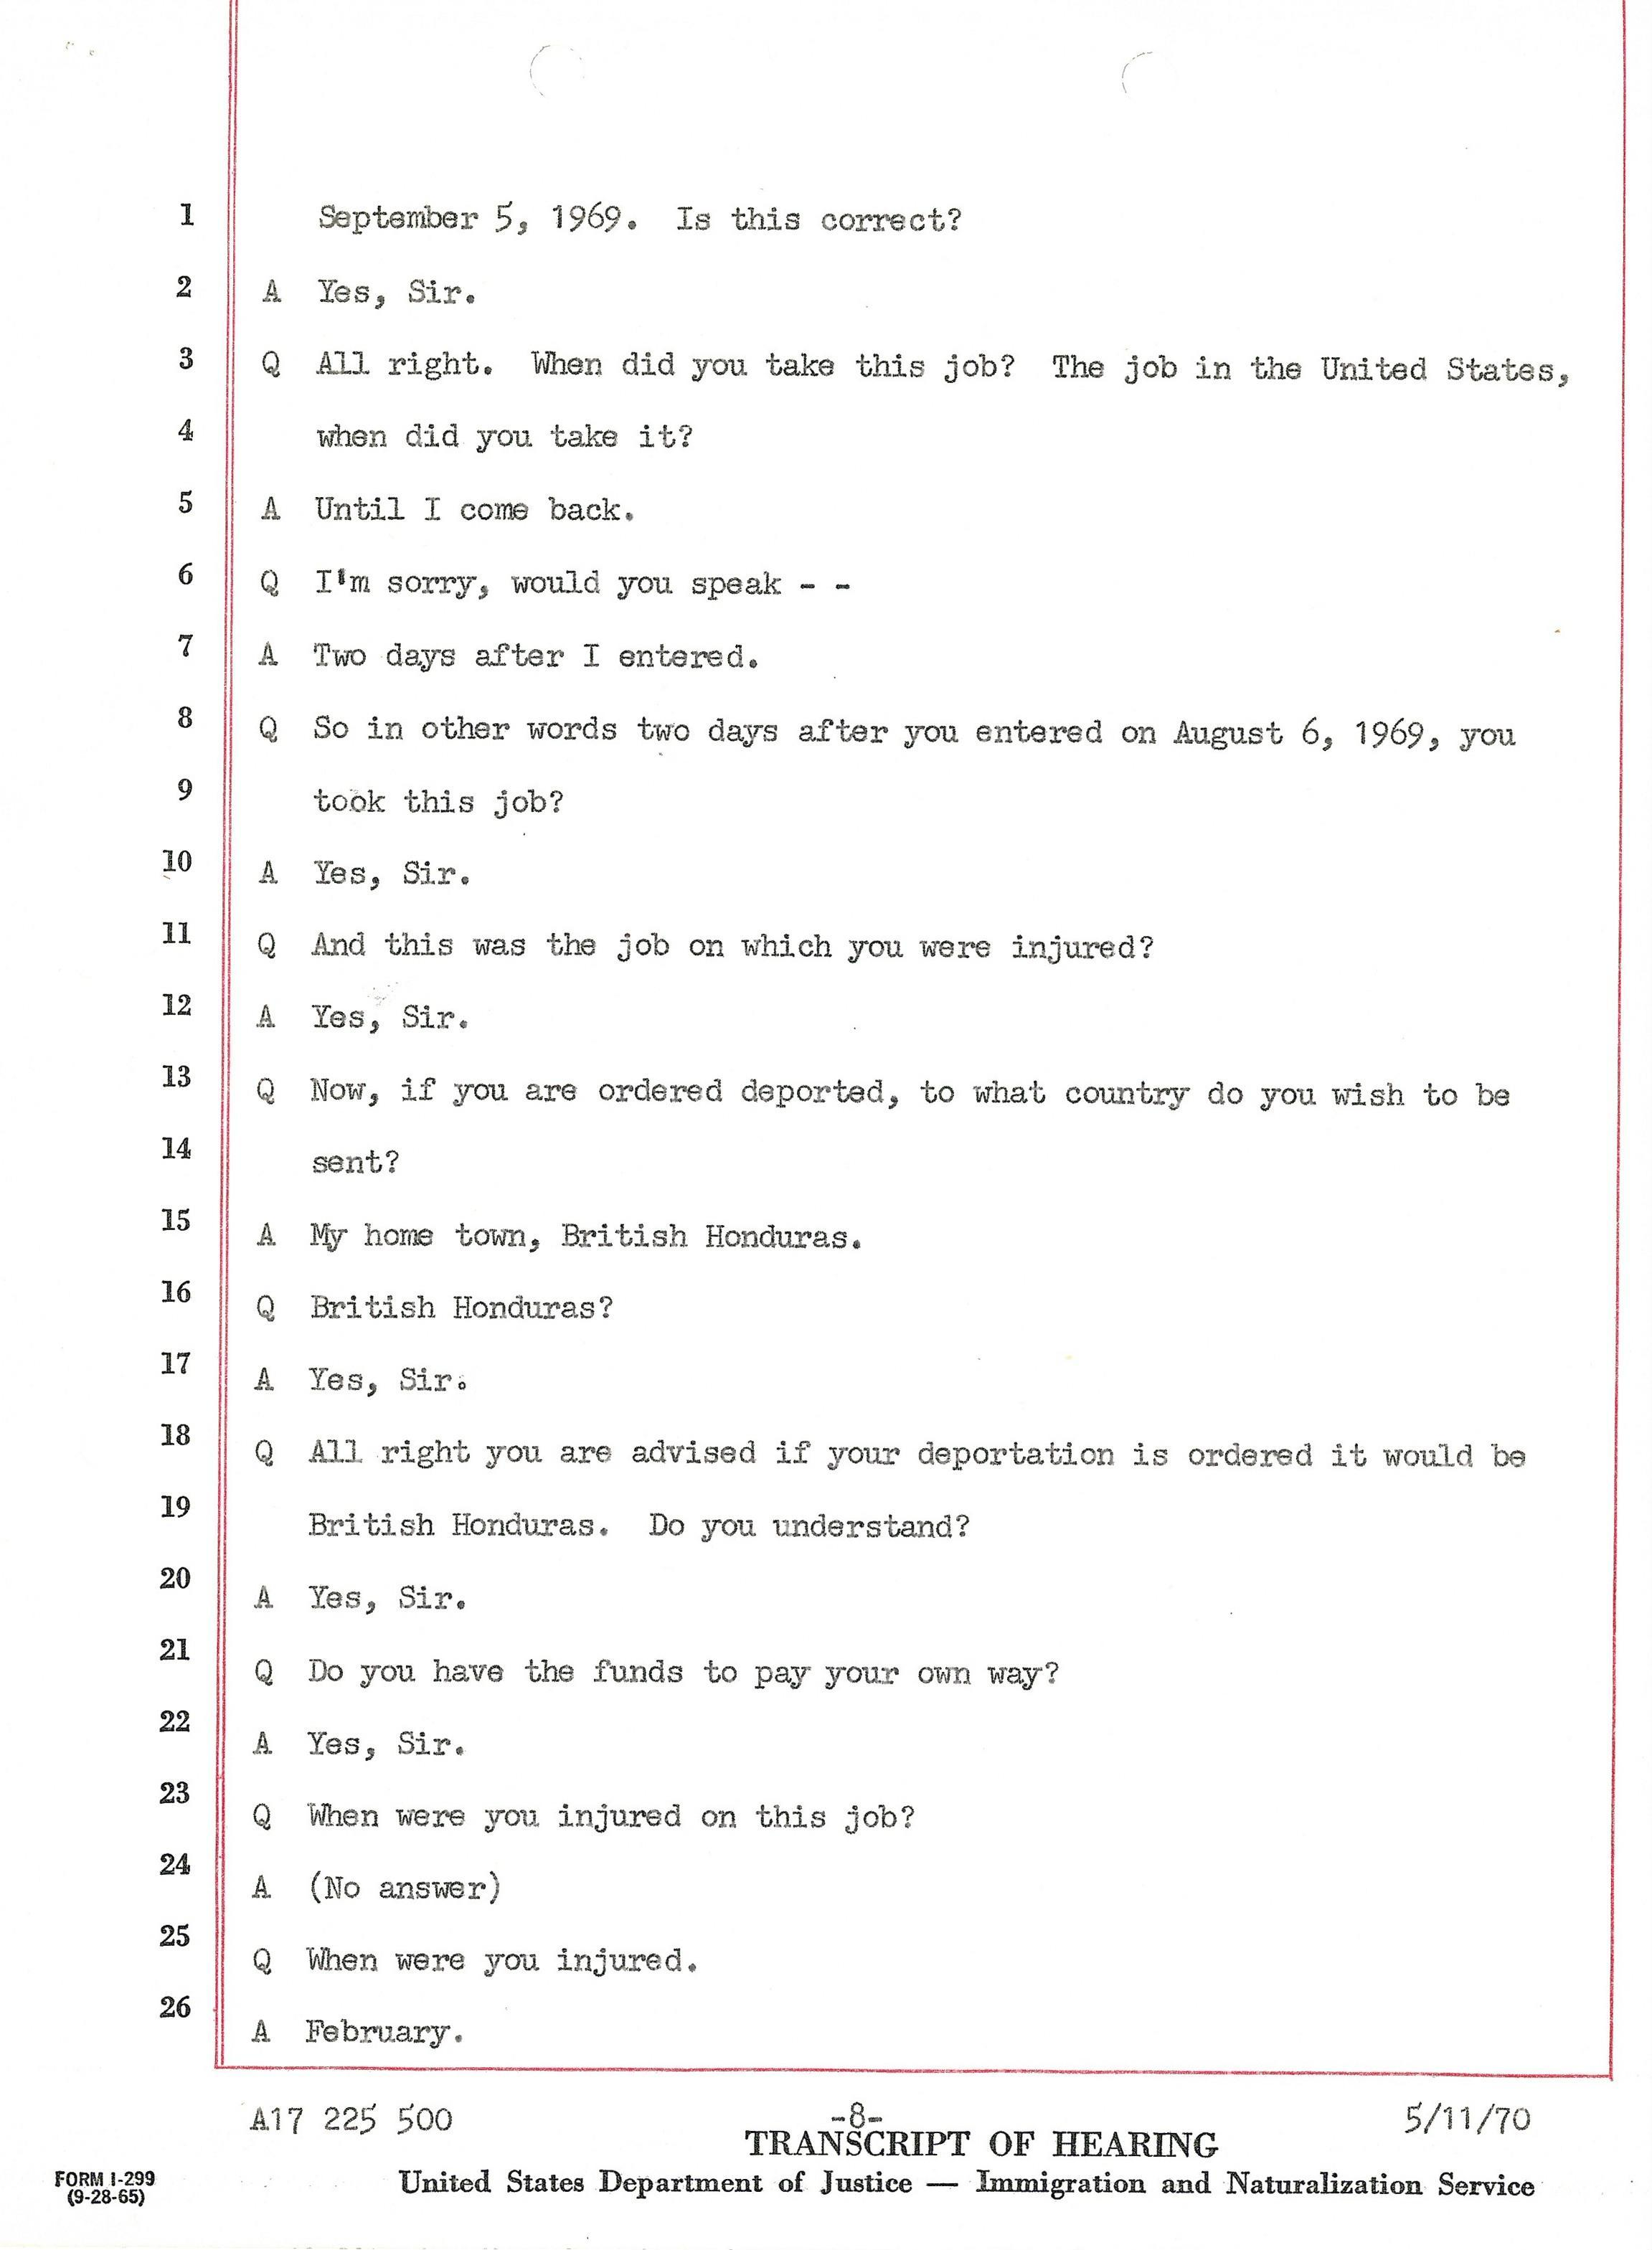 1 September 5, 1969. Is this correct?
2 A Yes, Sir.
3 Q All right. When did you take this job? The job in the United States,
4 when did you take it?
5 A Until I come back.
6 Q I'm sorry, would you speak - -
7 A Two days after I entered.
8 Q So in other words two days after you entered on August 6, 1969, you
9 took this job?
10 A Yes, Sir.
11 Q And this was the job on which you were injured?
12 A Yes, Sir.
13 Q Now, if you are ordered deported, to what country do you wish to be
14 sent?
15 A My home town, British Honduras.
16 Q British Honduras?
17 A Yes, Sir.
18 Q All right you are advised if your deportation is ordered it would be
19 British Honduras. Do you understand?
20 A Yes, Sir.
21 Q Do you have the funds to pay your own way?
22 A Yes, Sir.
23 Q When were you injured on this job?
24 A (No answer)
25 Q When were you injured.
26 A February.
A17 225 500 -8- 5/11/70
TRANSCRIPT OF HEARING
FORM I-299 United States Department of Justice — Immigration and Naturalization Service
(9-28-65)